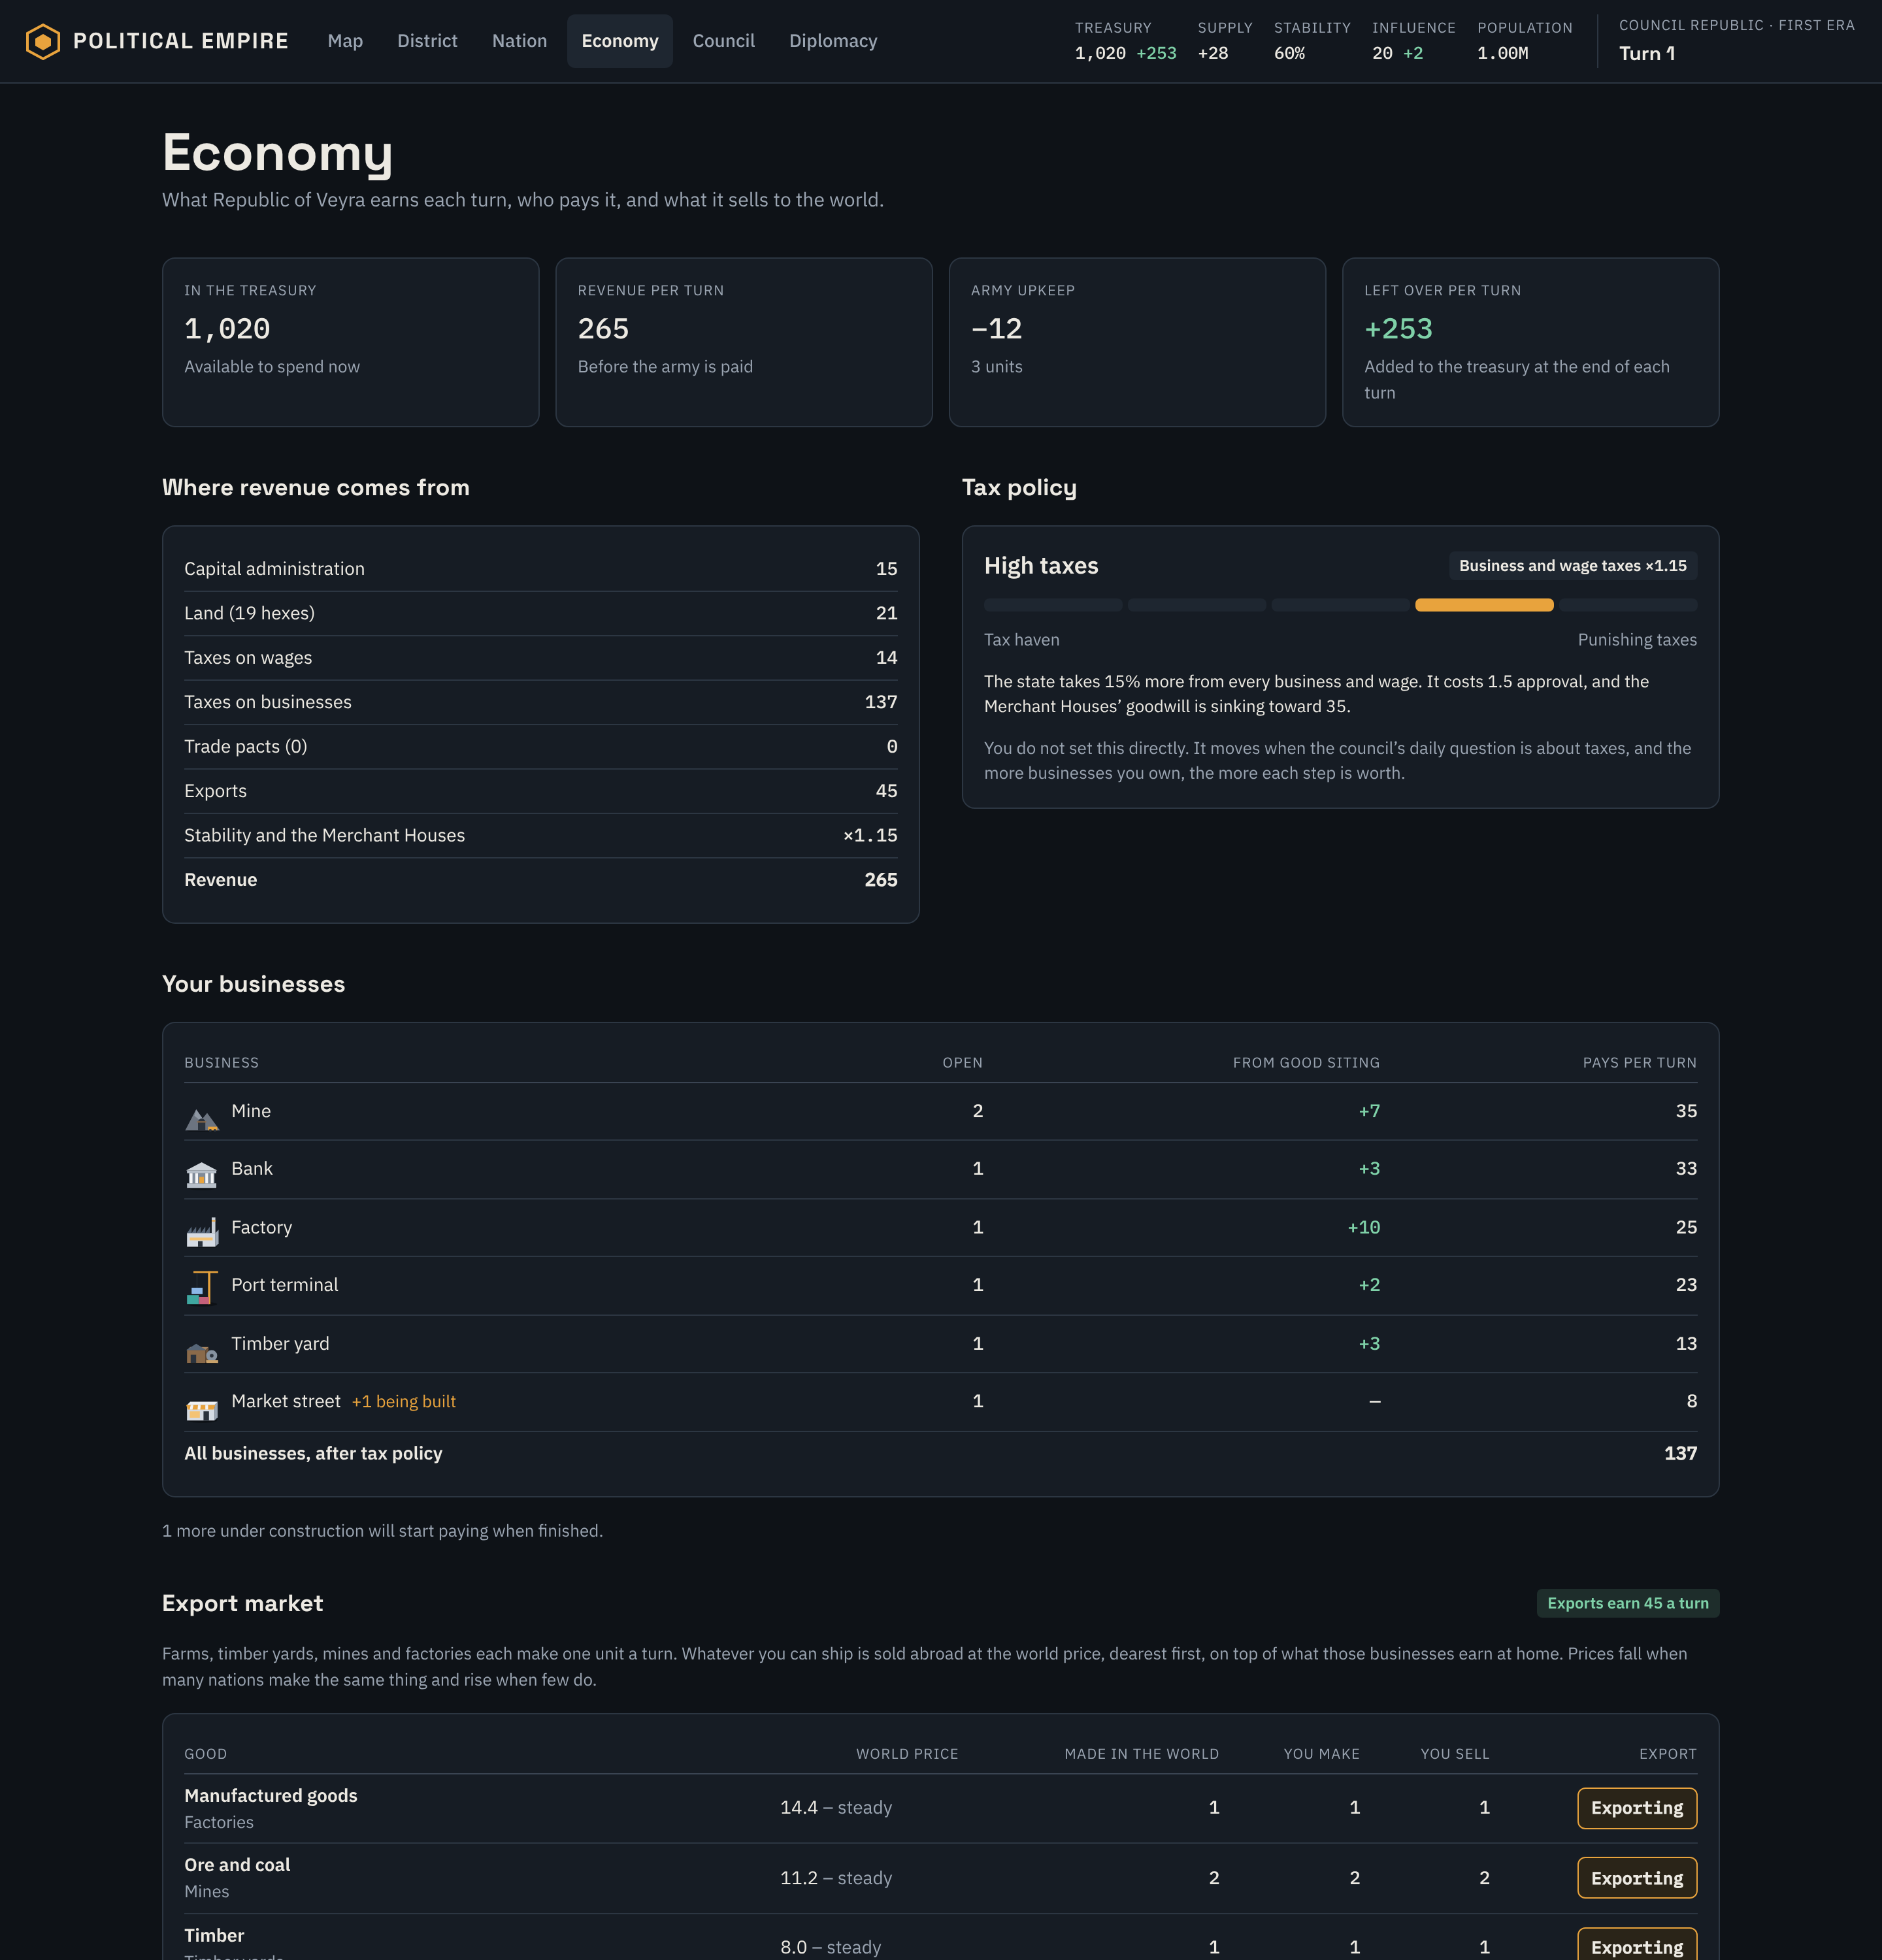 POLITICAL EMPIRE
Map
District
Nation
Economy
Council
Diplomacy
TREASURY
1,020 +253
SUPPLY
+28
STABILITY
60%
INFLUENCE
20 +2
POPULATION
1.00M
COUNCIL REPUBLIC · FIRST ERA
Turn 1
Economy
What Republic of Veyra earns each turn, who pays it, and what it sells to the world.
IN THE TREASURY
1,020
Available to spend now
REVENUE PER TURN
265
Before the army is paid
ARMY UPKEEP
−12
3 units
LEFT OVER PER TURN
+253
Added to the treasury at the end of each
turn
Where revenue comes from
Capital administration 15
Land (19 hexes) 21
Taxes on wages 14
Taxes on businesses 137
Trade pacts (0) 0
Exports 45
Stability and the Merchant Houses ×1.15
Revenue 265
Tax policy
High taxes
Business and wage taxes ×1.15
Tax haven
Punishing taxes
The state takes 15% more from every business and wage. It costs 1.5 approval, and the
Merchant Houses’ goodwill is sinking toward 35.
You do not set this directly. It moves when the council’s daily question is about taxes, and the
more businesses you own, the more each step is worth.
Your businesses
BUSINESS OPEN FROM GOOD SITING PAYS PER TURN
Mine 2 +7 35
Bank 1 +3 33
Factory 1 +10 25
Port terminal 1 +2 23
Timber yard 1 +3 13
Market street +1 being built 1 – 8
All businesses, after tax policy 137
1 more under construction will start paying when finished.
Export market
Exports earn 45 a turn
Farms, timber yards, mines and factories each make one unit a turn. Whatever you can ship is sold abroad at the world price, dearest first, on top of what those businesses earn at home. Prices fall when
many nations make the same thing and rise when few do.
GOOD WORLD PRICE MADE IN THE WORLD YOU MAKE YOU SELL EXPORT
Manufactured goods
Factories
14.4 – steady 1 1 1 Exporting
Ore and coal
Mines
11.2 – steady 2 2 2 Exporting
Timber
8.0 – steady 1 1 1 Exporting